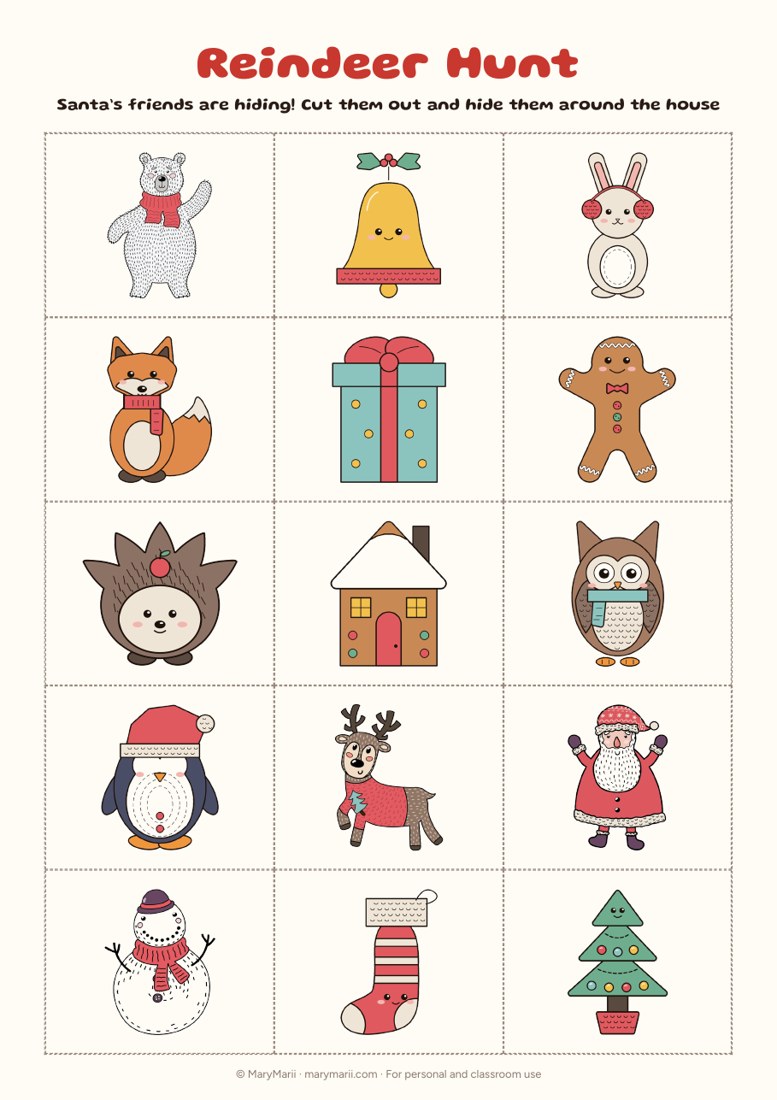 Reindeer Hunt
Santa's friends are hiding! Cut them out and hide them around the house
© MaryMarii · marymarii.com · For personal and classroom use